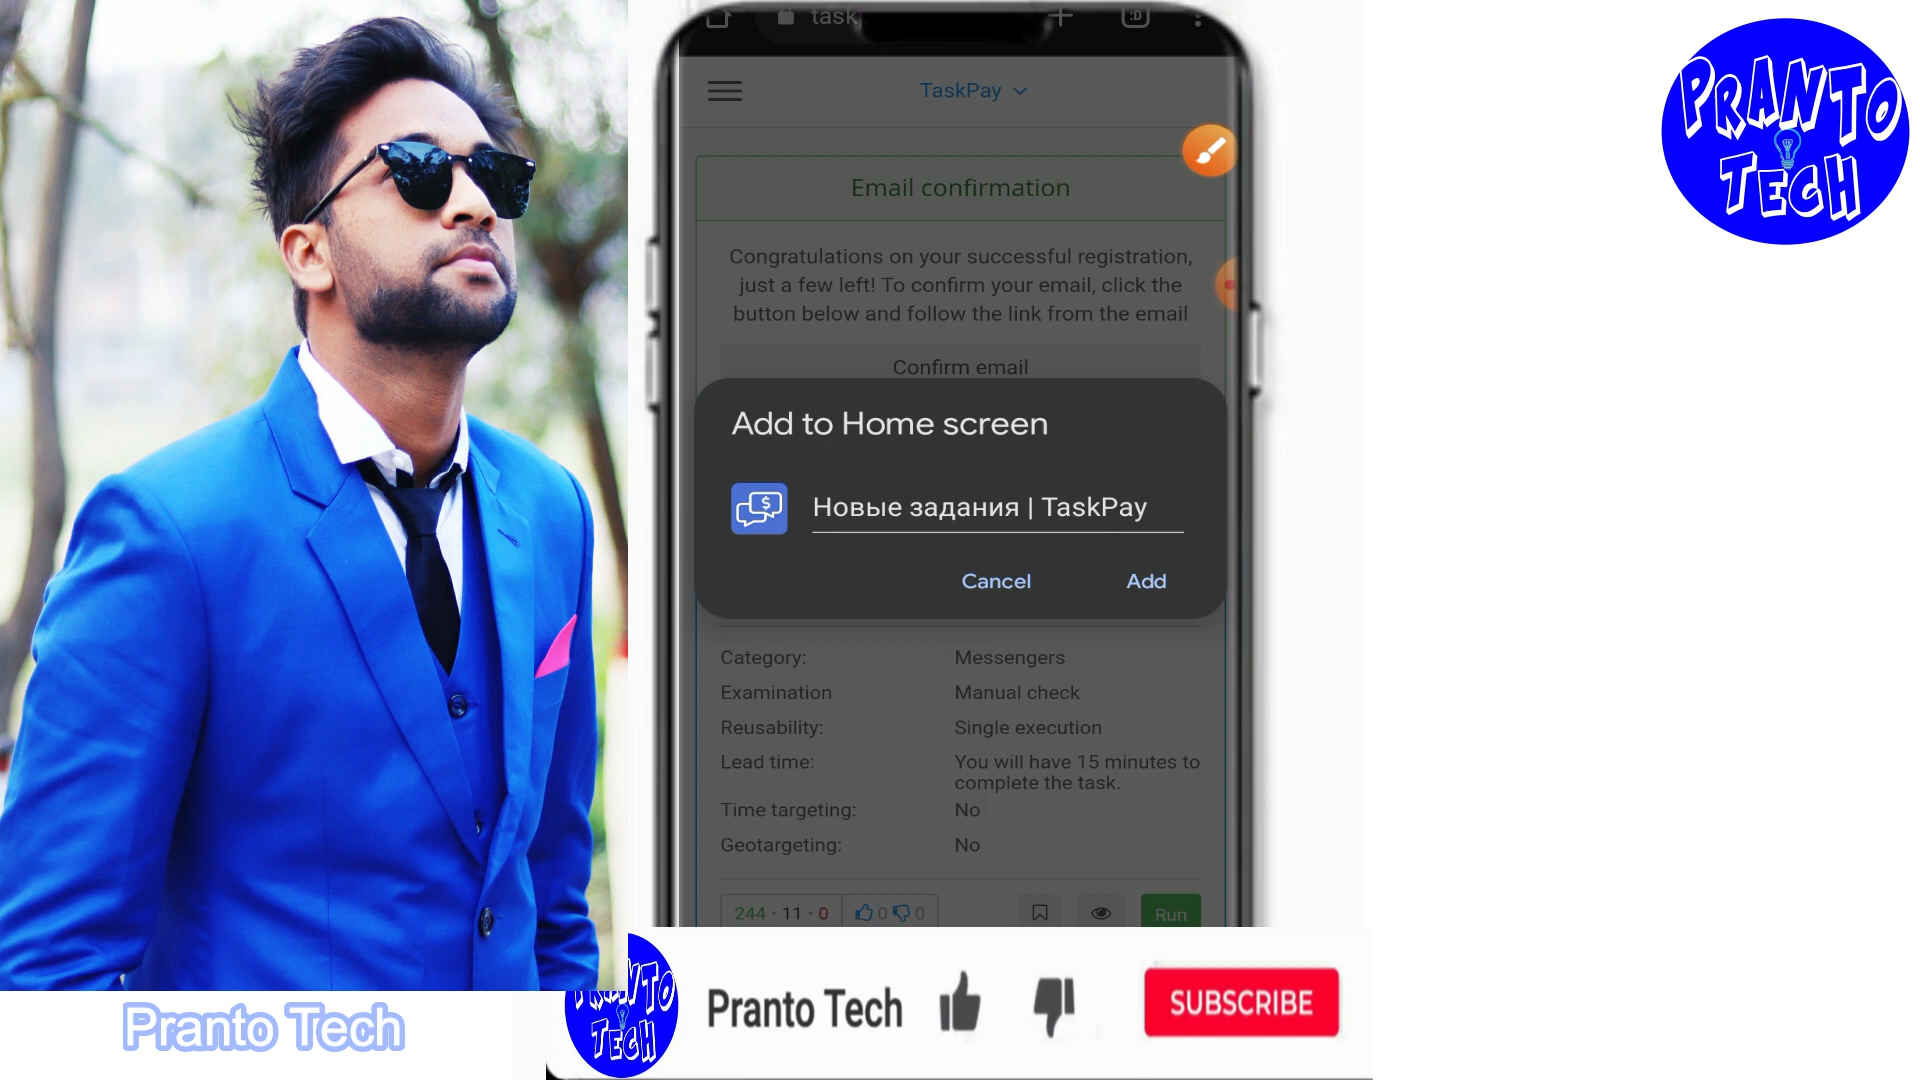 task
TaskPay
Email confirmation
Congratulations on your successful registration,
just a few left! To confirm your email, click the
button below and follow the link from the email
Confirm email
Add to Home screen
$
Новые задания | TaskPay
Cancel
Add
Category: Messengers
Examination Manual check
Reusability: Single execution
Lead time: You will have 15 minutes to
complete the task.
Time targeting: No
Geotargeting: No
244 · 11 · 0
0 0
Run
PRANTO
TECH
Pranto Tech
PRANTO
TECH
Pranto Tech
SUBSCRIBE
:D